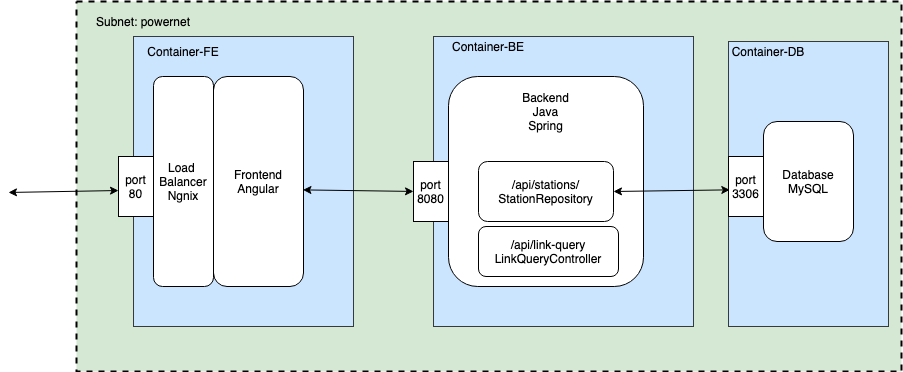 Subnet: powernet
Container-FE
port
80
Load
Balancer
Ngnix
Frontend
Angular
Container-BE
port
8080
Backend
Java
Spring
/api/stations/
StationRepository
/api/link-query
LinkQueryController
Container-DB
port
3306
Database
MySQL